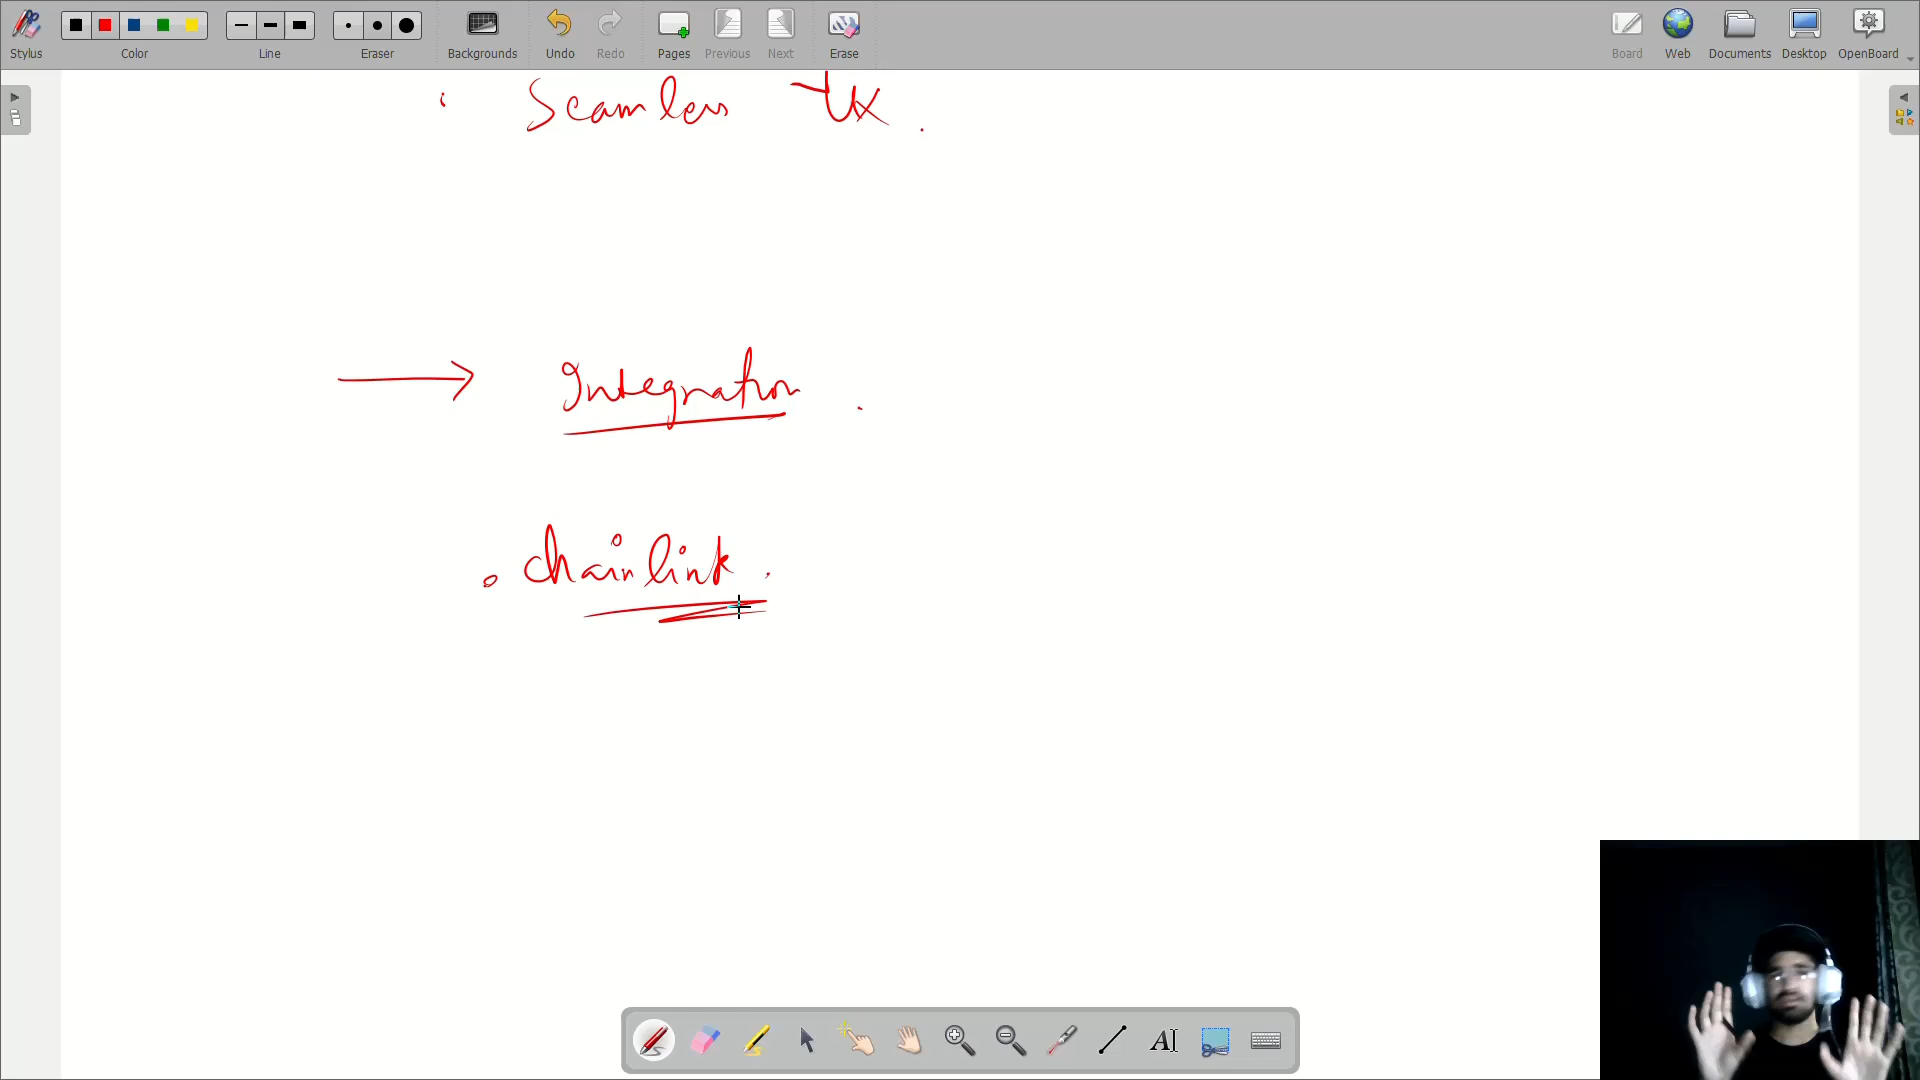 Stylus Color Line Eraser Backgrounds Undo Redo Pages Previous Next Erase Board Web Documents Desktop OpenBoard
Seamless Tx.
→ Integration.
chainlink.
AI